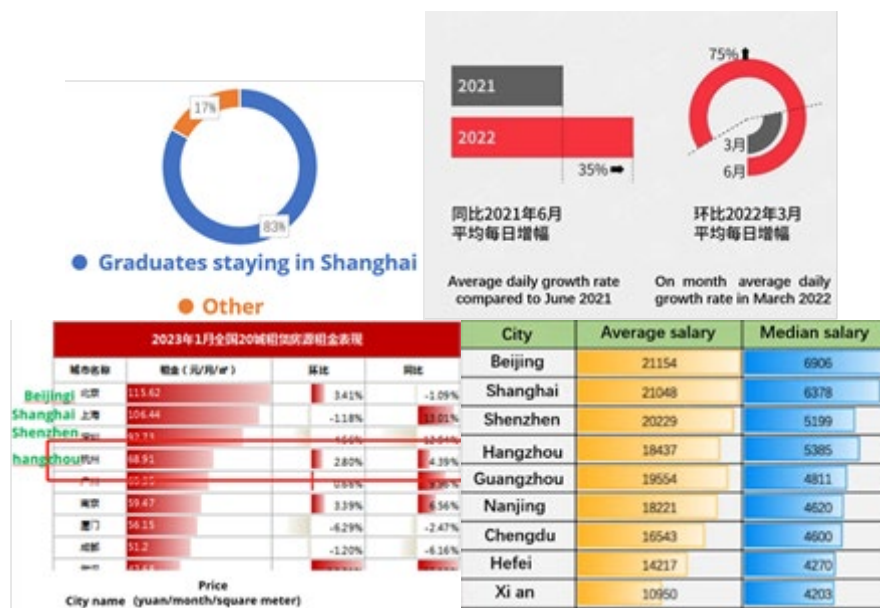 17%
83%
● Graduates staying in Shanghai
● Other
2021
2022
35%
同比2021年6月
平均每日增幅
Average daily growth rate
compared to June 2021
75%
3月
6月
环比2022年3月
平均每日增幅
On month average daily
growth rate in March 2022
2023年1月全国20城租赁房源租金表现
城市名称 租金（元/月/㎡） 环比 同比
Beijingi 北京 115.62 3.41% -1.09%
Shanghai 上海 106.44 -1.18% 13.01%
Shenzhen 92.73
hangzhou 杭州 68.91 2.80% 4.39%
0.66%
南京 59.47 3.39% 6.56%
厦门 56.15 -6.29% -2.47%
成都 51.2 -1.20% -6.16%
Price
City name (yuan/month/square meter)
City Average salary Median salary
Beijing 21154 6906
Shanghai 21048 6378
Shenzhen 20229 5199
Hangzhou 18437 5385
Guangzhou 19554 4811
Nanjing 18221 4620
Chengdu 16543 4600
Hefei 14217 4270
Xi an 10950 4203